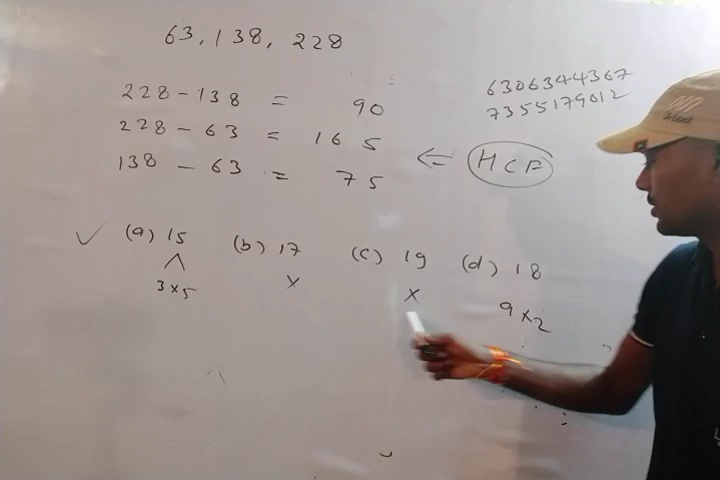 63, 138, 228
228 - 138 = 90
228 - 63 = 165
138 - 63 = 75
⇐ HCF
6306344367
7355179012
✓ (a) 15 (b) 17 (c) 19 (d) 18
3×5 × × 9×2